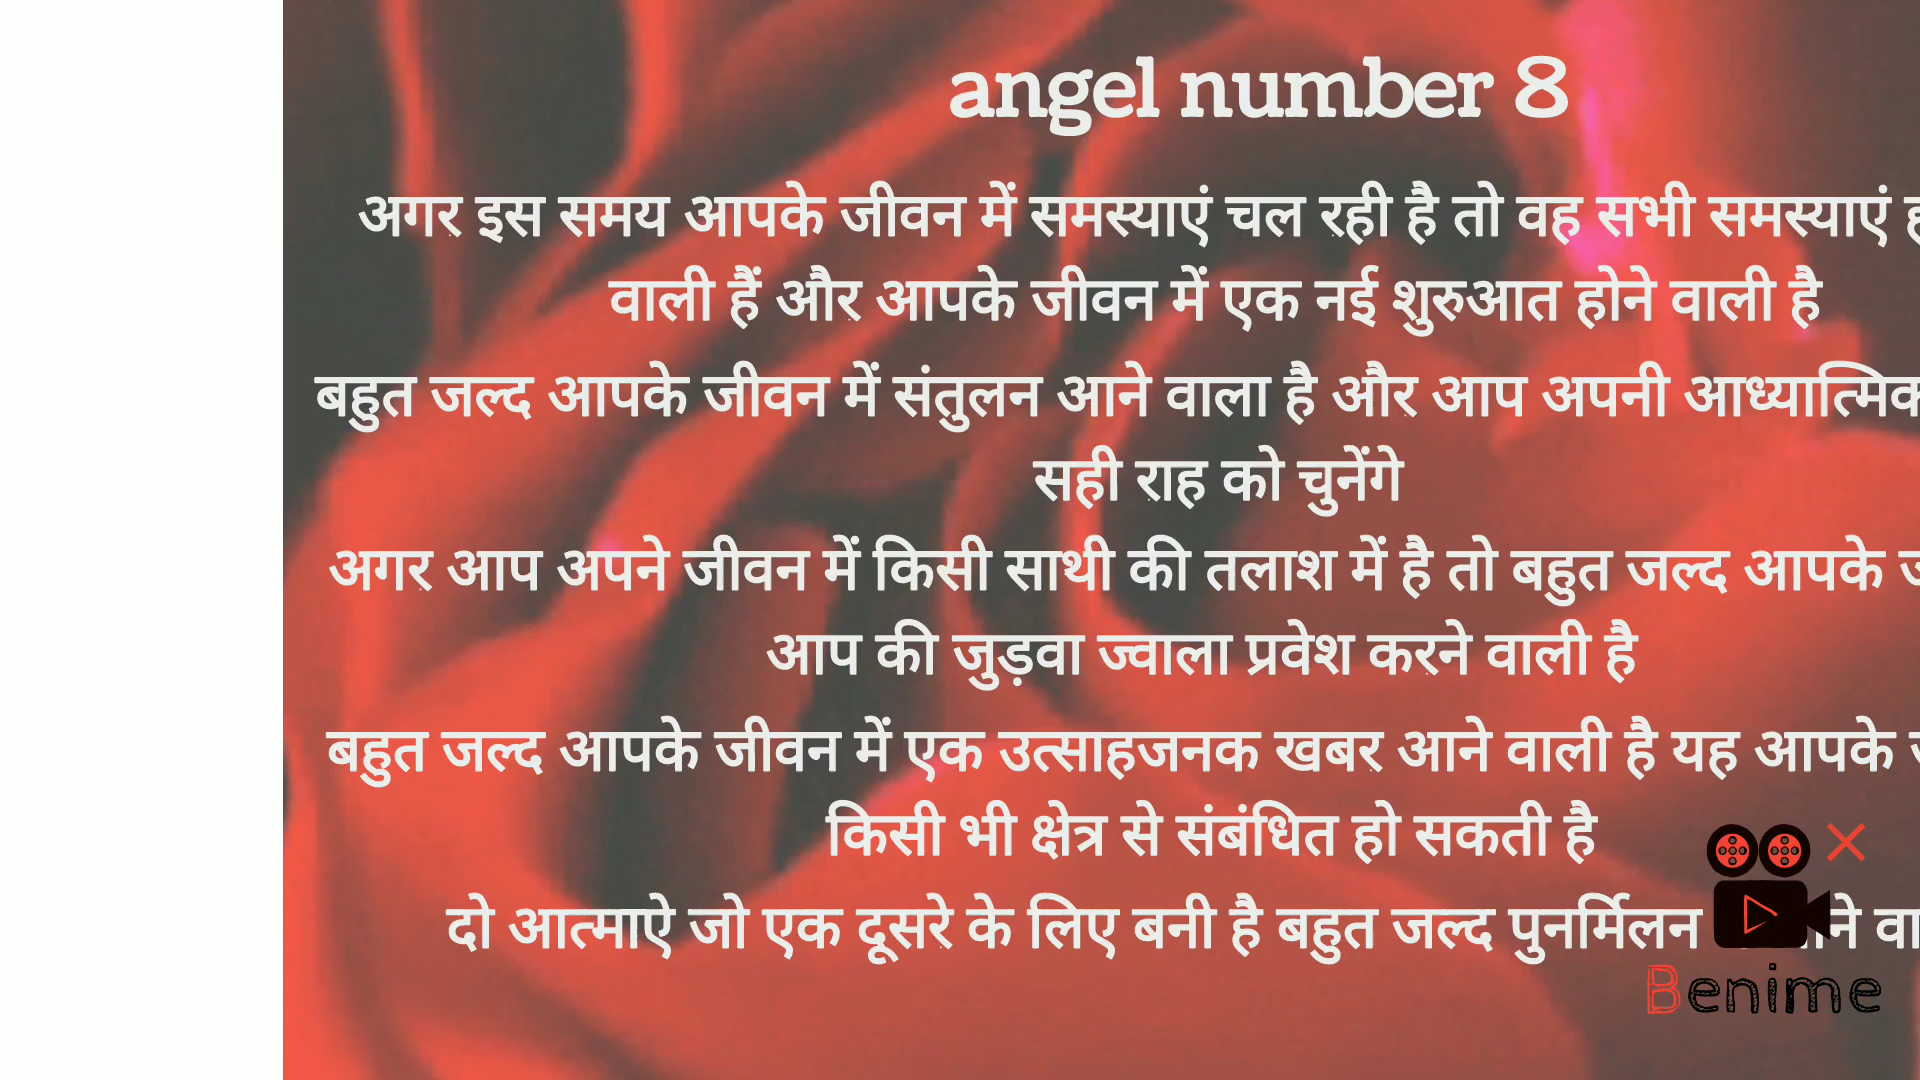 angel number 8
अगर इस समय आपके जीवन में समस्याएं चल रही है तो वह सभी समस्याएं
वाली हैं और आपके जीवन में एक नई शुरुआत होने वाली है
बहुत जल्द आपके जीवन में संतुलन आने वाला है और आप अपनी आध्यात्मिक
सही राह को चुनेंगे
अगर आप अपने जीवन में किसी साथी की तलाश में है तो बहुत जल्द आपके
आप की जुड़वा ज्वाला प्रवेश करने वाली है
बहुत जल्द आपके जीवन में एक उत्साहजनक खबर आने वाली है यह आपके
किसी भी क्षेत्र से संबंधित हो सकती है
दो आत्माऐ जो एक दूसरे के लिए बनी है बहुत जल्द पुनर्मिलन
Benime